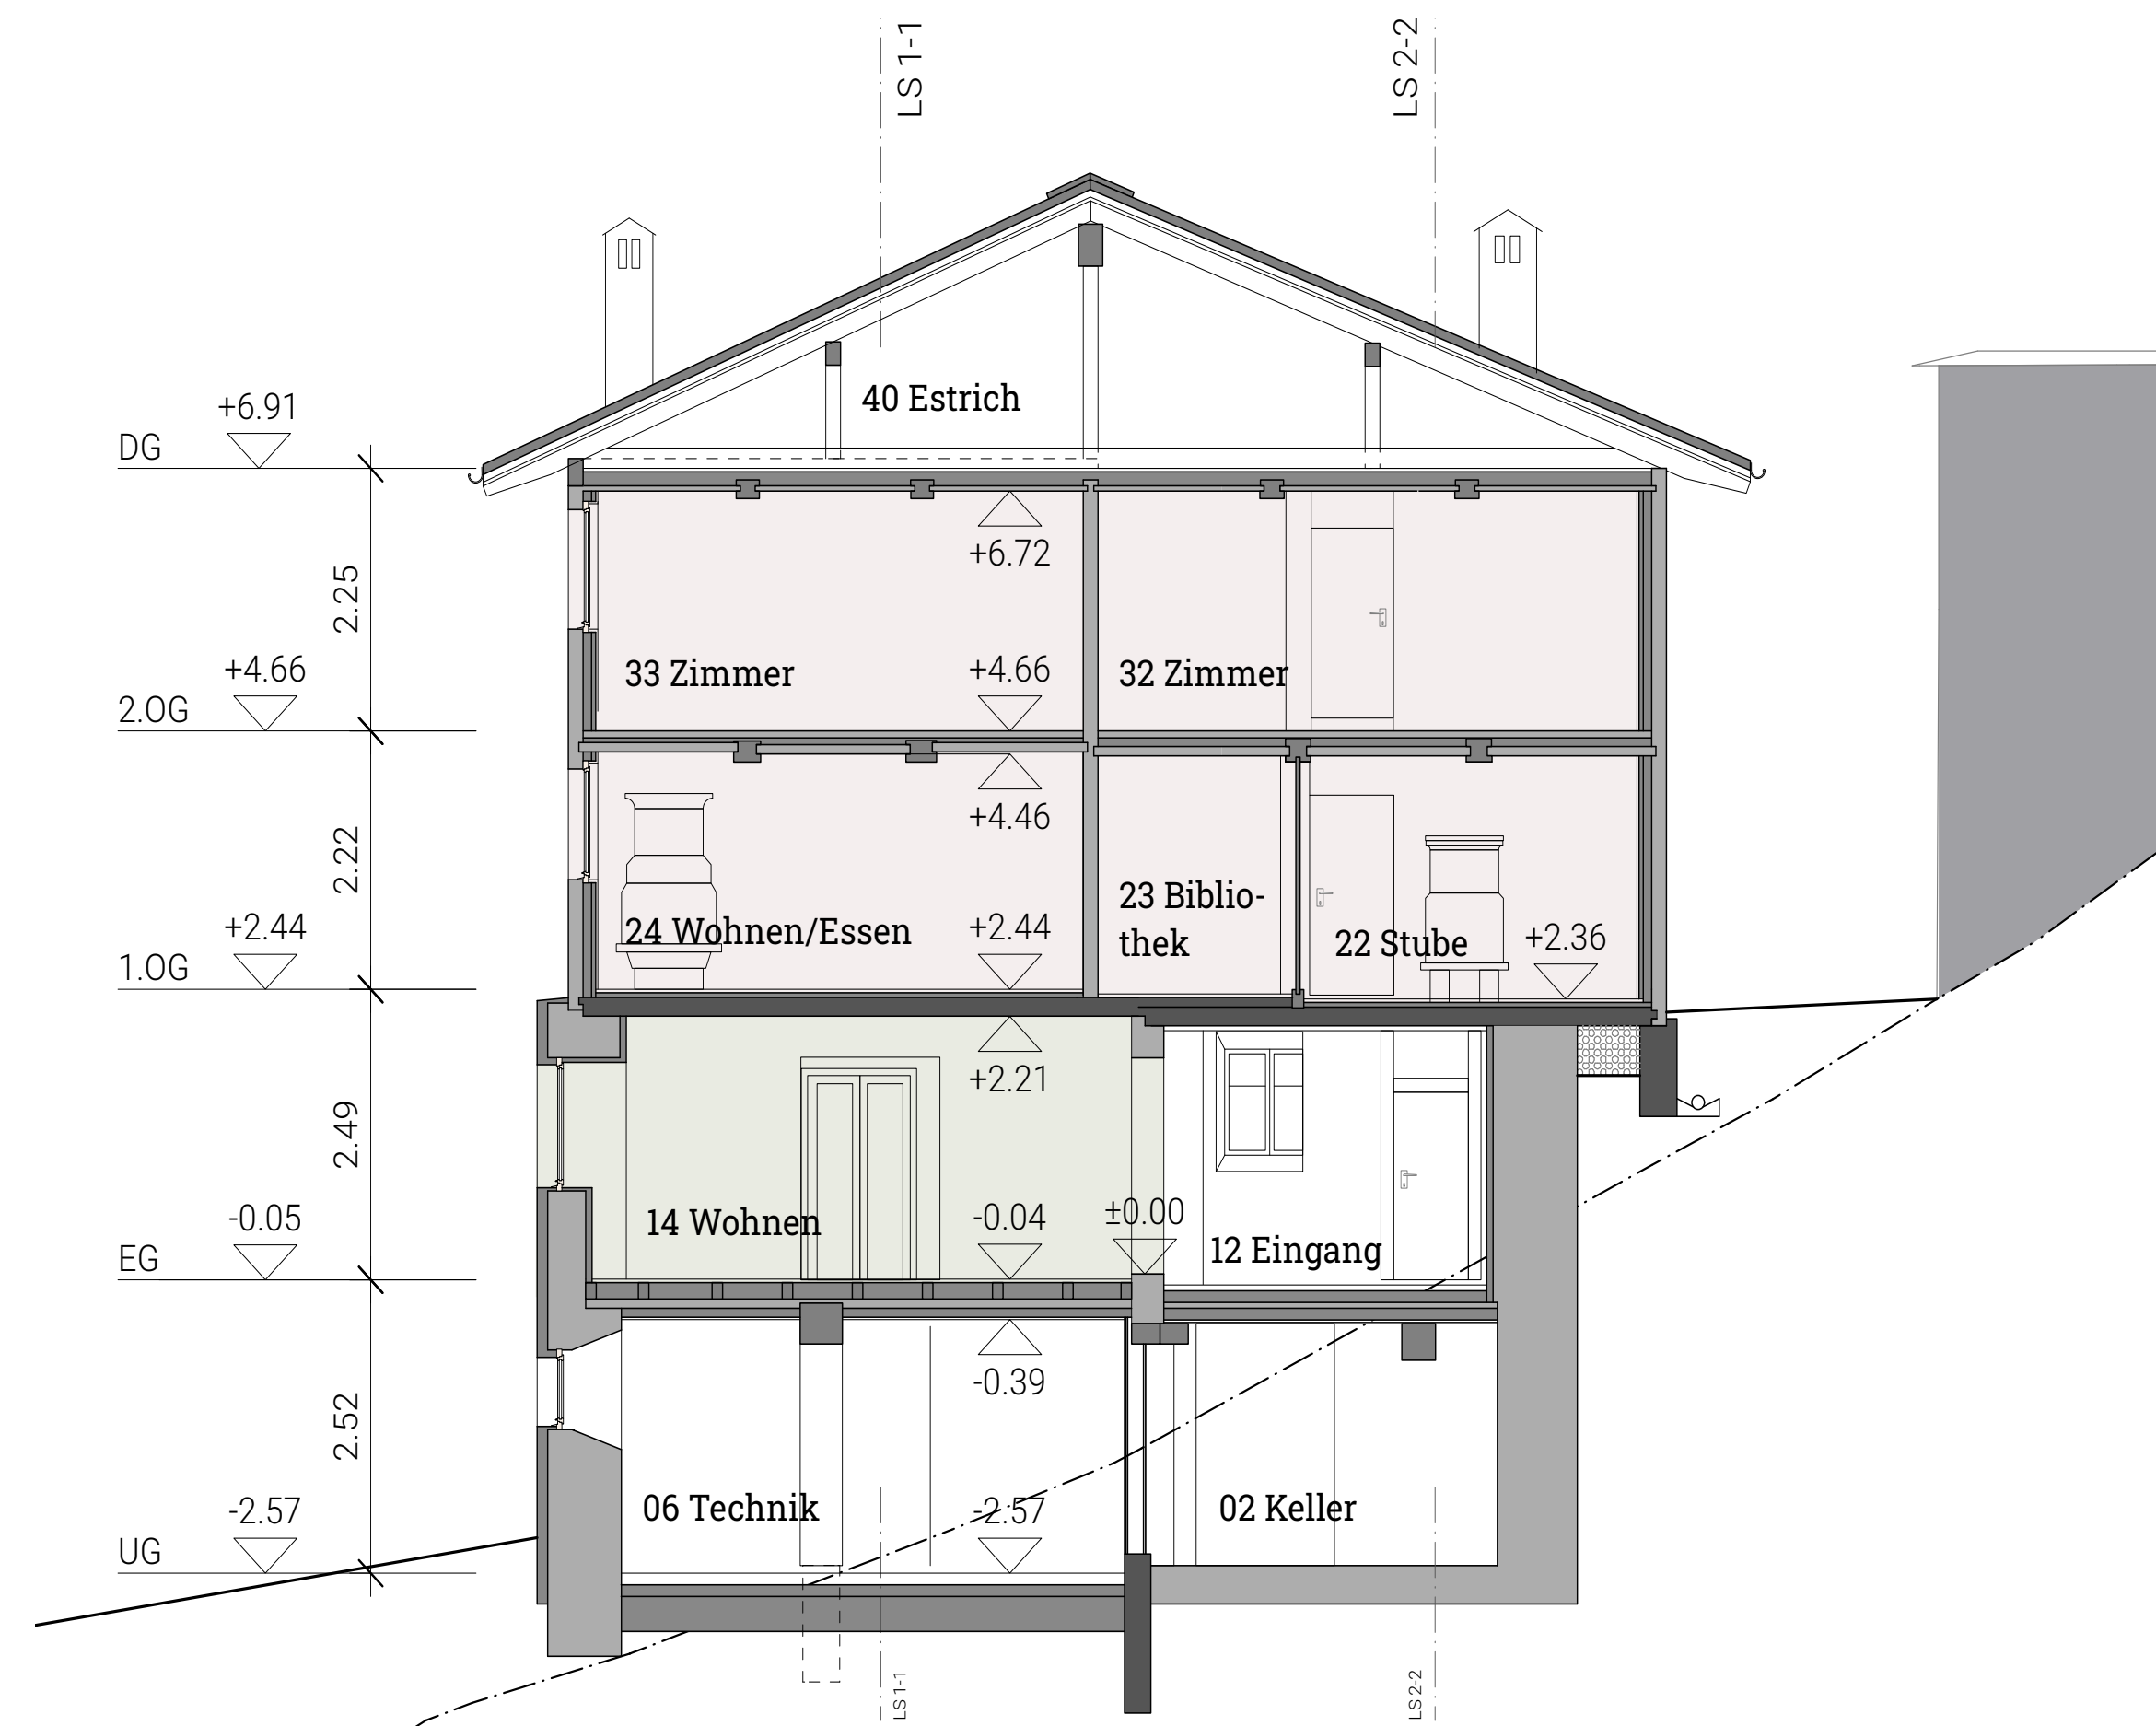 LS 1-1
LS 2-2
+6.91
DG
40 Estrich
+6.72
2.25
+4.66
2.OG
33 Zimmer
+4.66
32 Zimmer
+4.46
2.22
+2.44
1.OG
24 Wohnen/Essen
+2.44
23 Biblio-
thek
22 Stube
+2.36
+2.21
2.49
-0.05
EG
14 Wohnen
-0.04
±0.00
12 Eingang
-0.39
2.52
-2.57
UG
06 Technik
-2.57
02 Keller
LS 1-1
LS 2-2